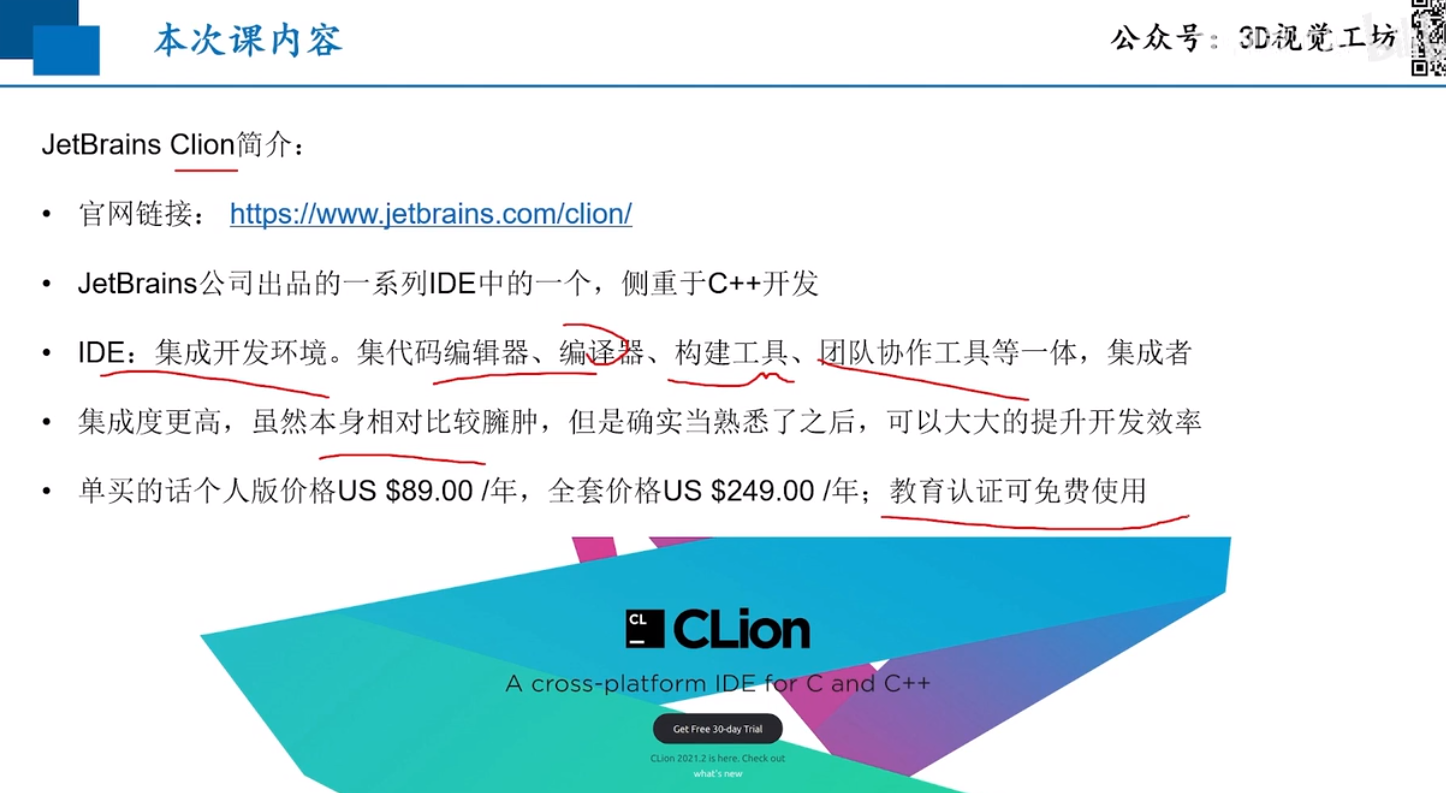 本次课内容
公众号：3D视觉工坊
JetBrains Clion简介：
• 官网链接： https://www.jetbrains.com/clion/
• JetBrains公司出品的一系列IDE中的一个，侧重于C++开发
• IDE：集成开发环境。集代码编辑器、编译器、构建工具、团队协作工具等一体，集成者
• 集成度更高，虽然本身相对比较臃肿，但是确实当熟悉了之后，可以大大的提升开发效率
• 单买的话个人版价格US $89.00 /年，全套价格US $249.00 /年；教育认证可免费使用
CL
CLion
A cross-platform IDE for C and C++
Get Free 30-day Trial
CLion 2021.2 is here. Check out
what's new